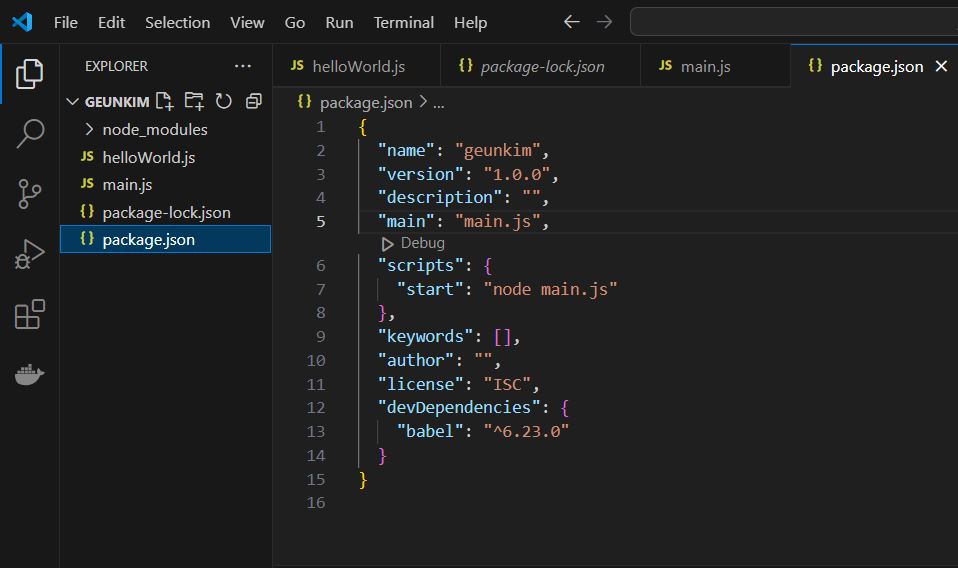 File Edit Selection View Go Run Terminal Help
EXPLORER
GEUNKIM
node_modules
JS helloWorld.js
JS main.js
{} package-lock.json
{} package.json
JS helloWorld.js {} package-lock.json JS main.js {} package.json
{} package.json > ...
1 {
2 "name": "geunkim",
3 "version": "1.0.0",
4 "description": "",
5 "main": "main.js",
Debug
6 "scripts": {
7 "start": "node main.js"
8 },
9 "keywords": [],
10 "author": "",
11 "license": "ISC",
12 "devDependencies": {
13 "babel": "^6.23.0"
14 }
15 }
16